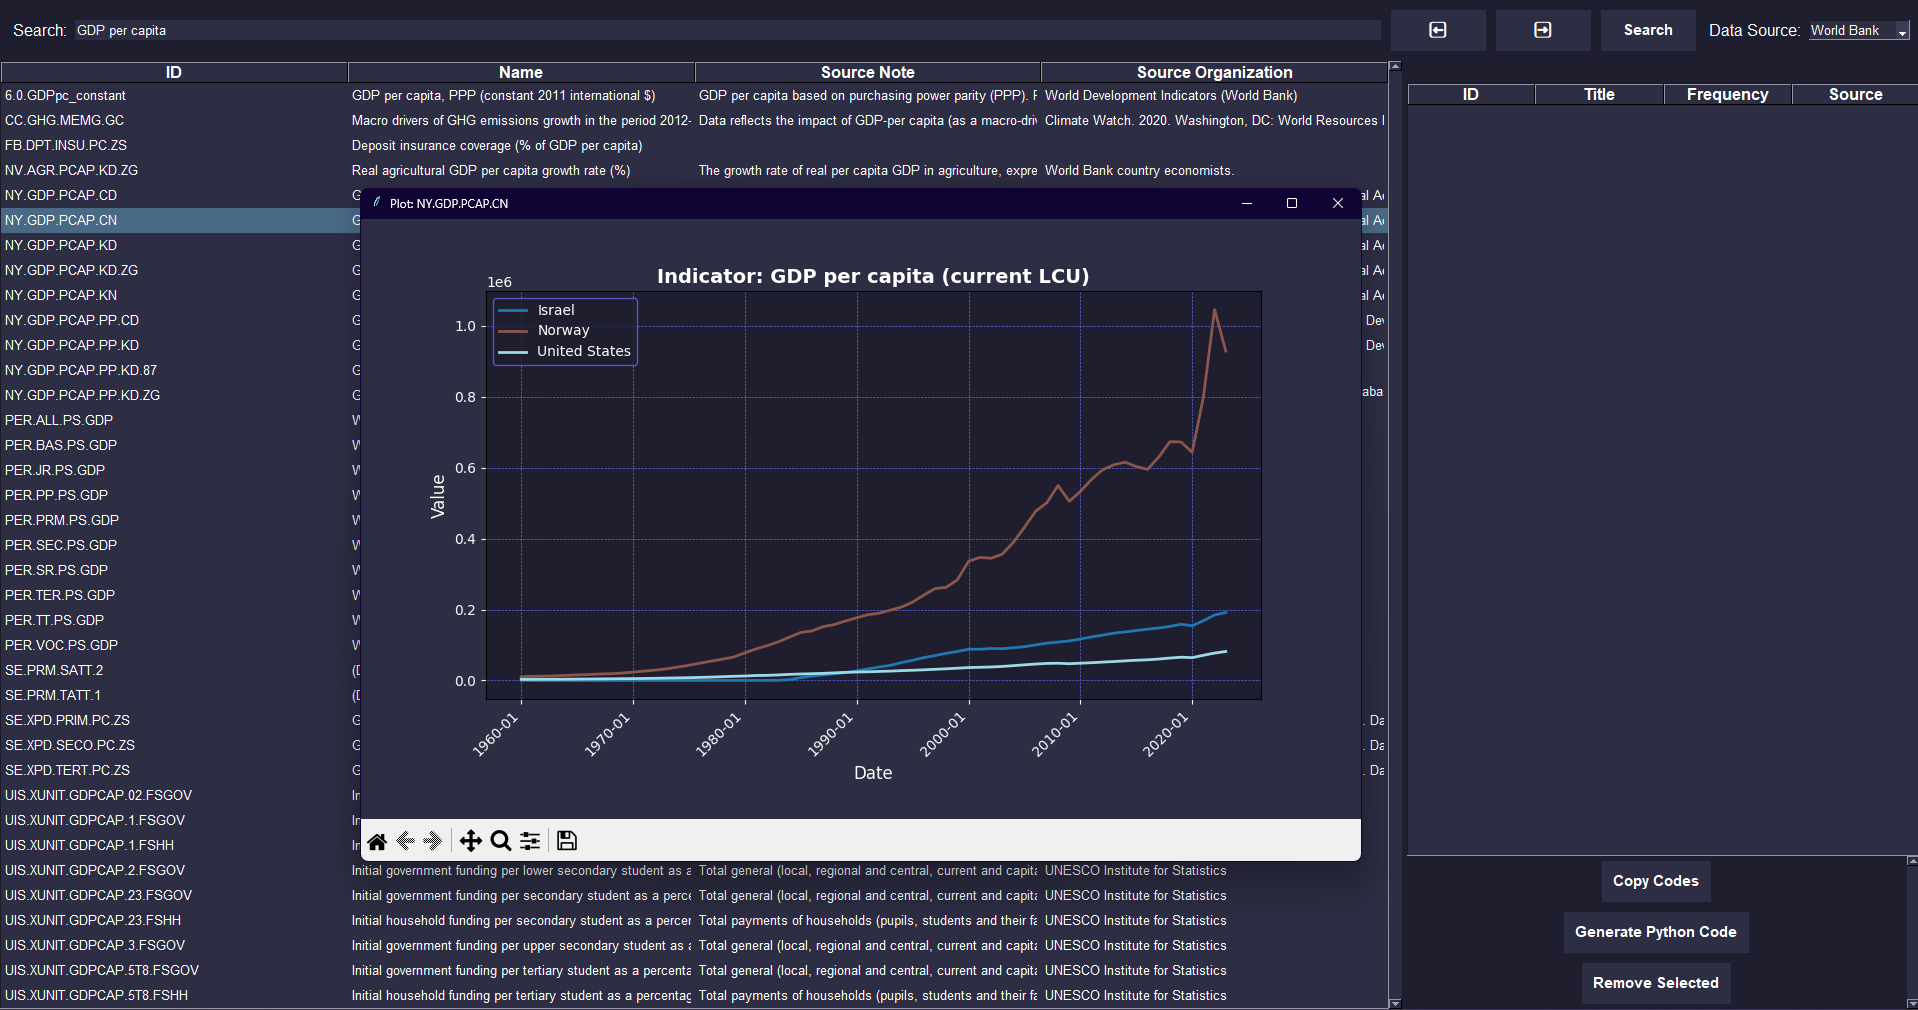 Search: GDP per capita Search Data Source: World Bank
ID Name Source Note Source Organization
ID Title Frequency Source
6.0.GDPpc_constant GDP per capita, PPP (constant 2011 international $) GDP per capita based on purchasing power parity (PPP). World Development Indicators (World Bank)
CC.GHG.MEMG.GC Macro drivers of GHG emissions growth in the period 2012- Data reflects the impact of GDP-per capita (as a macro-dri Climate Watch. 2020. Washington, DC: World Resources
FB.DPT.INSU.PC.ZS Deposit insurance coverage (% of GDP per capita)
NV.AGR.PCAP.KD.ZG Real agricultural GDP per capita growth rate (%) The growth rate of real per capita GDP in agriculture, expre World Bank country economists.
NY.GDP.PCAP.CD
NY.GDP.PCAP.CN
NY.GDP.PCAP.KD
NY.GDP.PCAP.KD.ZG
NY.GDP.PCAP.KN
NY.GDP.PCAP.PP.CD
NY.GDP.PCAP.PP.KD
NY.GDP.PCAP.PP.KD.87
NY.GDP.PCAP.PP.KD.ZG
PER.ALL.PS.GDP
PER.BAS.PS.GDP
PER.JR.PS.GDP
PER.PP.PS.GDP
PER.PRM.PS.GDP
PER.SEC.PS.GDP
PER.SR.PS.GDP
PER.TER.PS.GDP
PER.TT.PS.GDP
PER.VOC.PS.GDP
SE.PRM.SATT.2
SE.PRM.TATT.1
SE.XPD.PRIM.PC.ZS
SE.XPD.SECO.PC.ZS
SE.XPD.TERT.PC.ZS
UIS.XUNIT.GDPCAP.02.FSGOV
UIS.XUNIT.GDPCAP.1.FSGOV
UIS.XUNIT.GDPCAP.1.FSHH
Plot: NY.GDP.PCAP.CN
Indicator: GDP per capita (current LCU)
1e6
Israel
Norway
United States
1.0
0.8
0.6
0.4
0.2
0.0
Value
1960-01 1970-01 1980-01 1990-01 2000-01 2010-01 2020-01
Date
UIS.XUNIT.GDPCAP.2.FSGOV Initial government funding per lower secondary student as a Total general (local, regional and central, current and capita UNESCO Institute for Statistics
UIS.XUNIT.GDPCAP.23.FSGOV Initial government funding per secondary student as a perce Total general (local, regional and central, current and capita UNESCO Institute for Statistics
UIS.XUNIT.GDPCAP.23.FSHH Initial household funding per secondary student as a percer Total payments of households (pupils, students and their fa UNESCO Institute for Statistics
UIS.XUNIT.GDPCAP.3.FSGOV Initial government funding per upper secondary student as a Total general (local, regional and central, current and capita UNESCO Institute for Statistics
UIS.XUNIT.GDPCAP.5T8.FSGOV Initial government funding per tertiary student as a percenta Total general (local, regional and central, current and capita UNESCO Institute for Statistics
UIS.XUNIT.GDPCAP.5T8.FSHH Initial household funding per tertiary student as a percentag Total payments of households (pupils, students and their fa UNESCO Institute for Statistics
Copy Codes
Generate Python Code
Remove Selected